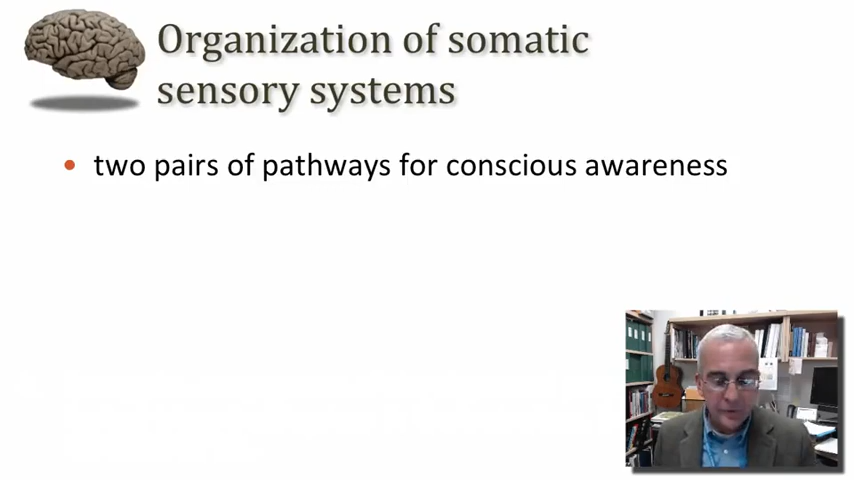 Organization of somatic
sensory systems
• two pairs of pathways for conscious awareness